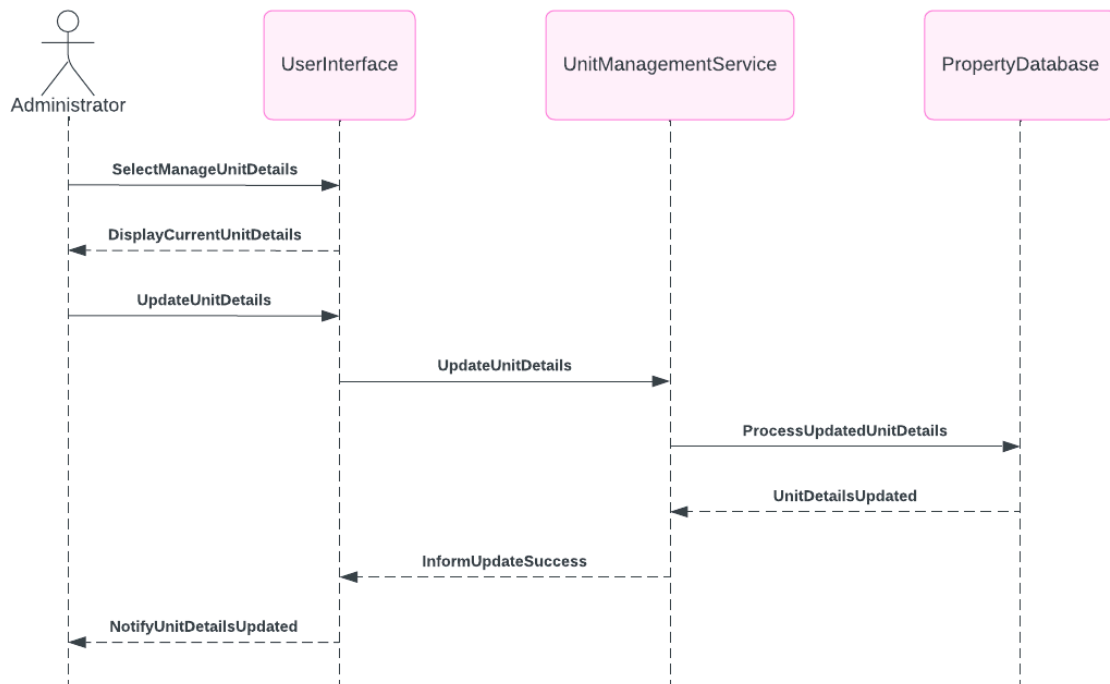 Administrator
UserInterface
UnitManagementService
PropertyDatabase
SelectManageUnitDetails
DisplayCurrentUnitDetails
UpdateUnitDetails
UpdateUnitDetails
ProcessUpdatedUnitDetails
UnitDetailsUpdated
InformUpdateSuccess
NotifyUnitDetailsUpdated